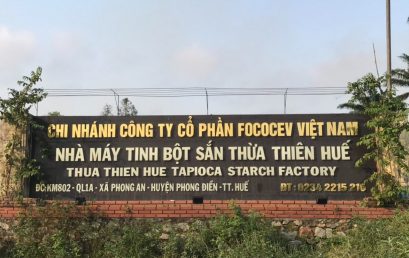 CHI NHÁNH CÔNG TY CỔ PHẦN FOCOCEV VIỆT NAM
NHÀ MÁY TINH BỘT SẮN THỪA THIÊN HUẾ
THUA THIEN HUE TAPIOCA STARCH FACTORY
ĐC:KM802 - QL1A - XÃ PHONG AN - HUYỆN PHONG ĐIỀN - TT. HUẾ ĐT: 0234 2215 216